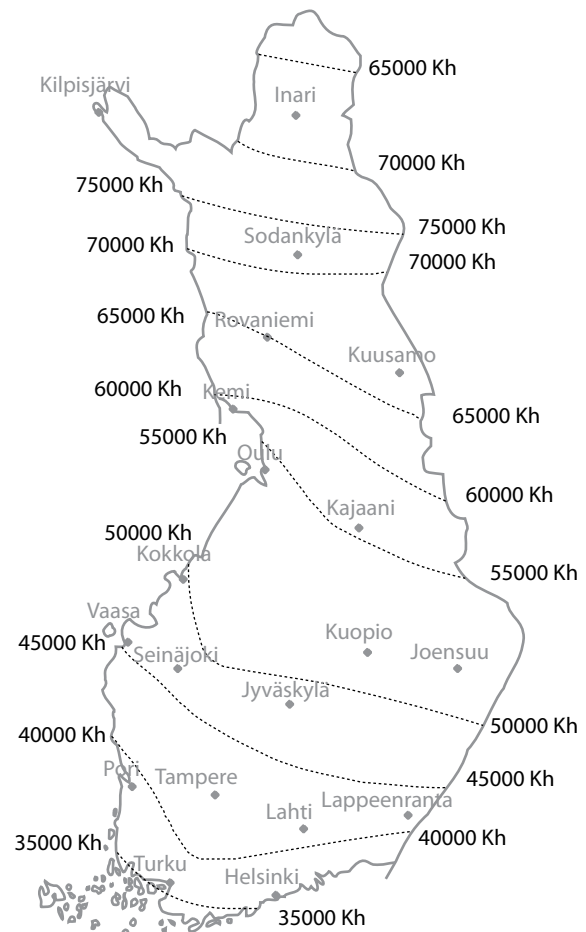 65000 Kh
Kilpisjärvi
Inari
70000 Kh
75000 Kh
75000 Kh
70000 Kh
Sodankylä
70000 Kh
65000 Kh
Rovaniemi
Kuusamo
60000 Kh
Kemi
65000 Kh
55000 Kh
Oulu
60000 Kh
Kajaani
50000 Kh
Kokkola
55000 Kh
Vaasa
45000 Kh
Seinäjoki
Kuopio
Joensuu
Jyväskylä
50000 Kh
40000 Kh
Pori
Tampere
45000 Kh
Lahti
Lappeenranta
40000 Kh
35000 Kh
Turku
Helsinki
35000 Kh